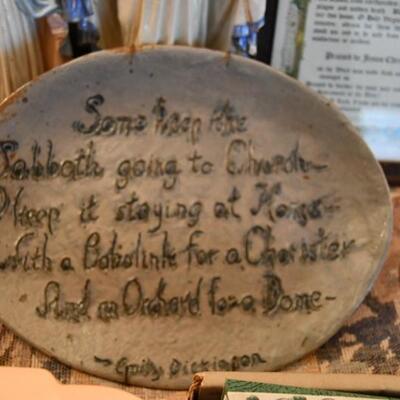 Some keep the
Sabbath going to Church—
I keep it staying at Home—
With a Bobolink for a Chorister
And an Orchard for a Dome—
~Emily Dickinson